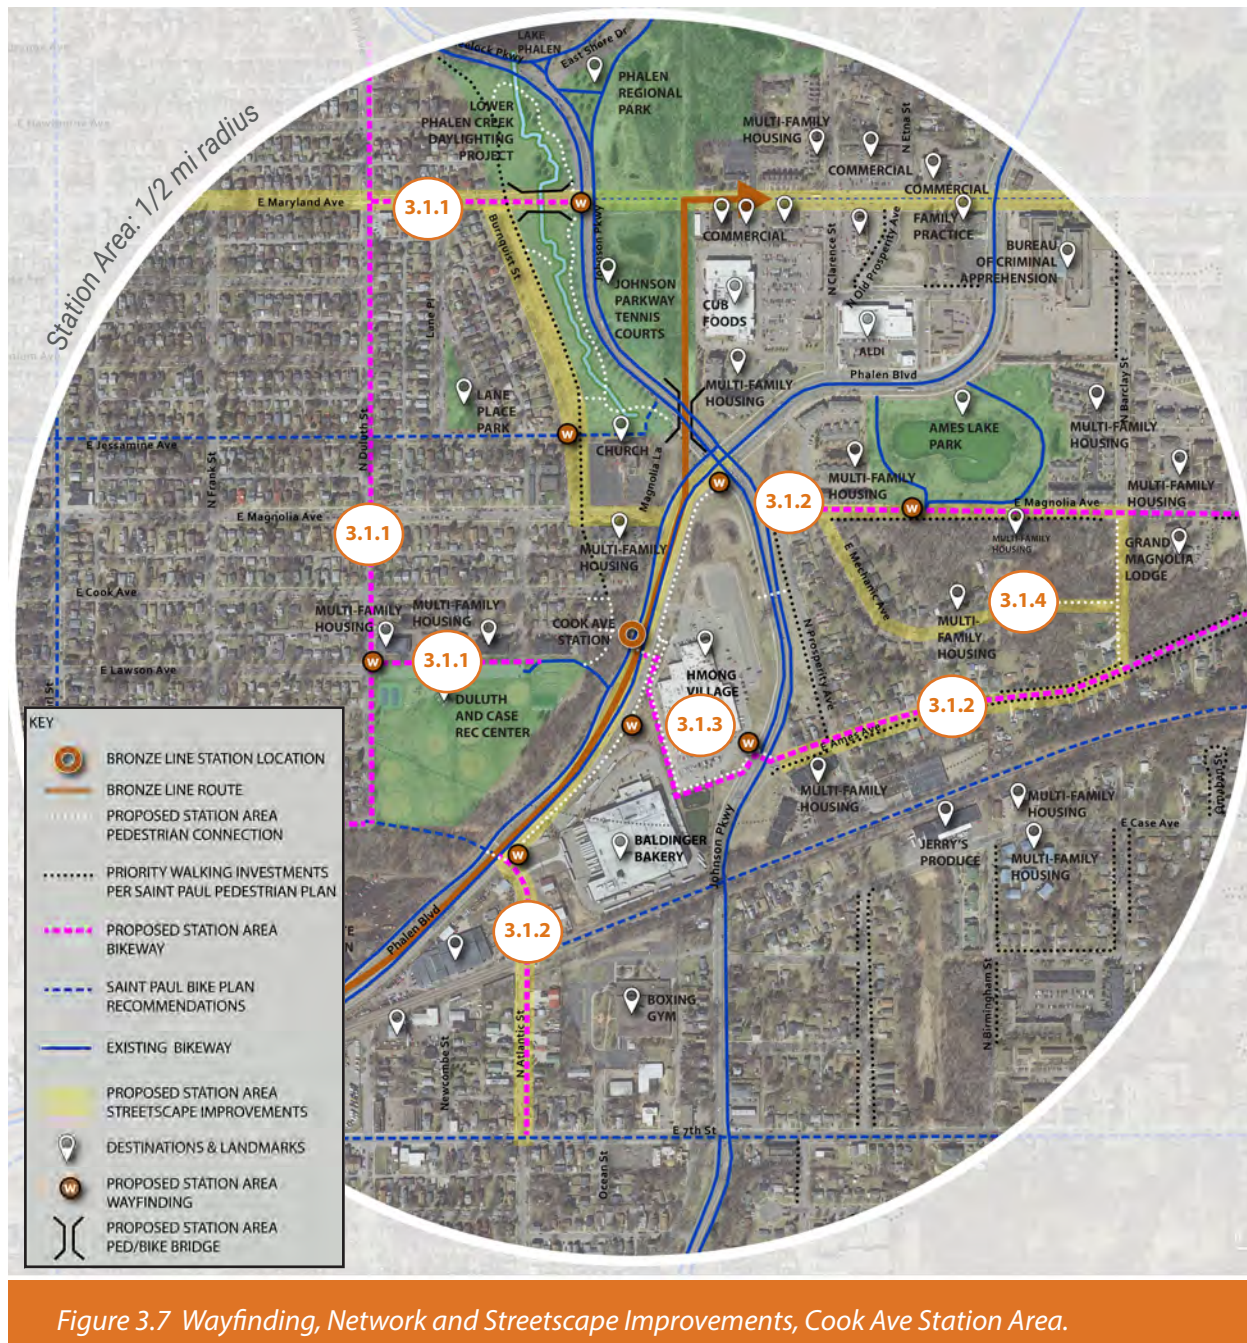 Station Area: 1/2 mi radius
LAKE
PHALEN
East Shore Dr
PHALEN
REGIONAL
PARK
LOWER
PHALEN CREEK
DAYLIGHTING
PROJECT
MULTI-FAMILY
HOUSING
N Etna St
COMMERCIAL
COMMERCIAL
E Maryland Ave
3.1.1
W
Burnquist St
Johnson Pkwy
COMMERCIAL
N Clarence St
N Old Prosperity Ave
FAMILY
PRACTICE
BUREAU
OF CRIMINAL
APPREHENSION
JOHNSON
PARKWAY
TENNIS
COURTS
CUB
FOODS
Lane Pl
ALDI
Phalen Blvd
N Barclay St
LANE
PLACE
PARK
MULTI-FAMILY
HOUSING
AMES LAKE
PARK
MULTI-FAMILY
HOUSING
E Jessamine Ave
N Duluth St
W
CHURCH
Magnolia La
N Frank St
W
MULTI-FAMILY
HOUSING
MULTI-FAMILY
HOUSING
3.1.2
W
E Magnolia Ave
E Magnolia Ave
3.1.1
MULTI-FAMILY
HOUSING
MULTI-FAMILY
HOUSING
GRAND
MAGNOLIA
LODGE
E Mechanic Ave
E Cook Ave
3.1.4
MULTI-FAMILY
HOUSING
MULTI-FAMILY
HOUSING
COOK AVE
STATION
N Prosperity Ave
MULTI-
FAMILY
HOUSING
E Lawson Ave
W
3.1.1
HMONG
VILLAGE
3.1.2
DULUTH
AND CASE
REC CENTER
W
3.1.3
W
E Ames Ave
MULTI-FAMILY
HOUSING
Johnson Pkwy
MULTI-FAMILY
HOUSING
E Case Ave
JERRY'S
PRODUCE
MULTI-FAMILY
HOUSING
BALDINGER
BAKERY
W
Phalen Blvd
3.1.2
BOXING
GYM
N Birmingham St
N Atlantic St
Newcombe St
E 7th St
Ocean St
KEY
BRONZE LINE STATION LOCATION
BRONZE LINE ROUTE
PROPOSED STATION AREA
PEDESTRIAN CONNECTION
PRIORITY WALKING INVESTMENTS
PER SAINT PAUL PEDESTRIAN PLAN
PROPOSED STATION AREA
BIKEWAY
SAINT PAUL BIKE PLAN
RECOMMENDATIONS
EXISTING BIKEWAY
PROPOSED STATION AREA
STREETSCAPE IMPROVEMENTS
DESTINATIONS & LANDMARKS
W
PROPOSED STATION AREA
WAYFINDING
PROPOSED STATION AREA
PED/BIKE BRIDGE
Figure 3.7 Wayfinding, Network and Streetscape Improvements, Cook Ave Station Area.